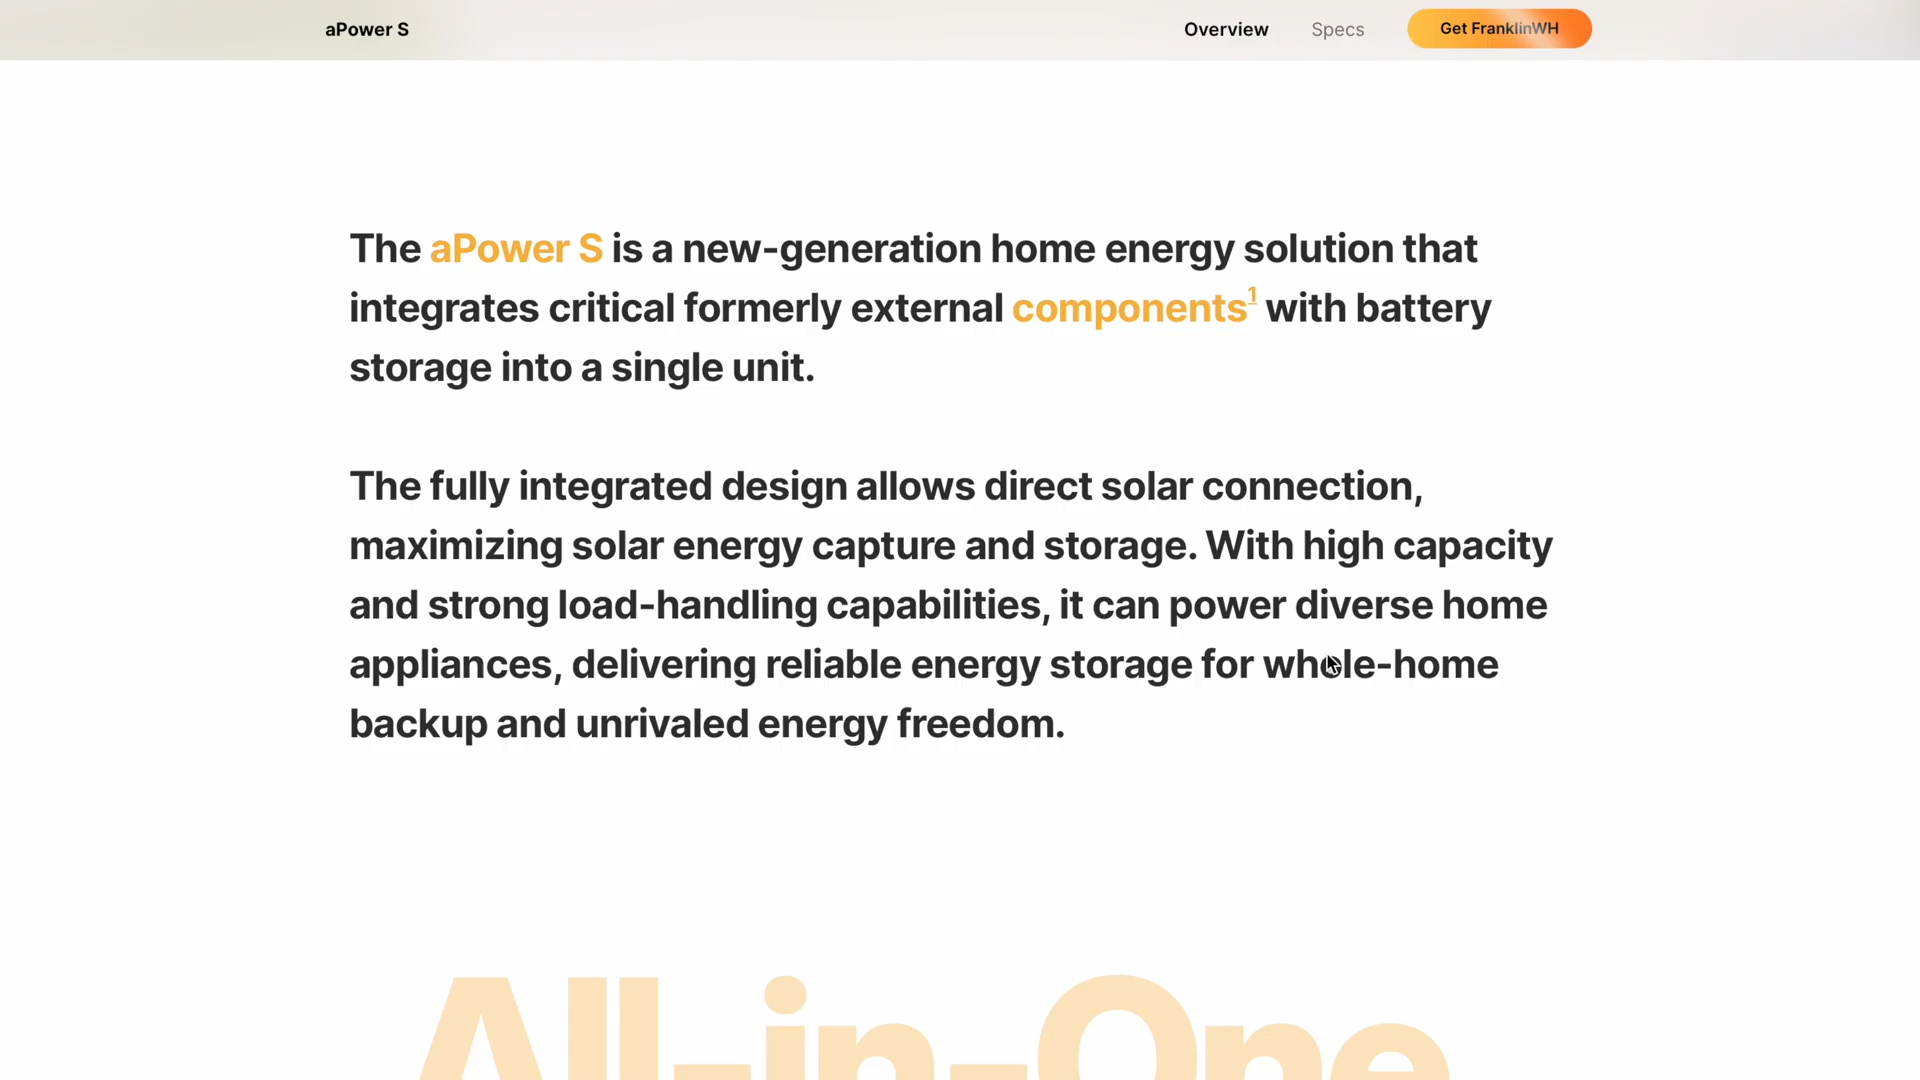 aPower S
Overview
Specs
Get FranklinWH
The aPower S is a new-generation home energy solution that
integrates critical formerly external components1 with battery
storage into a single unit.
The fully integrated design allows direct solar connection,
maximizing solar energy capture and storage. With high capacity
and strong load-handling capabilities, it can power diverse home
appliances, delivering reliable energy storage for whole-home
backup and unrivaled energy freedom.
All-in-One